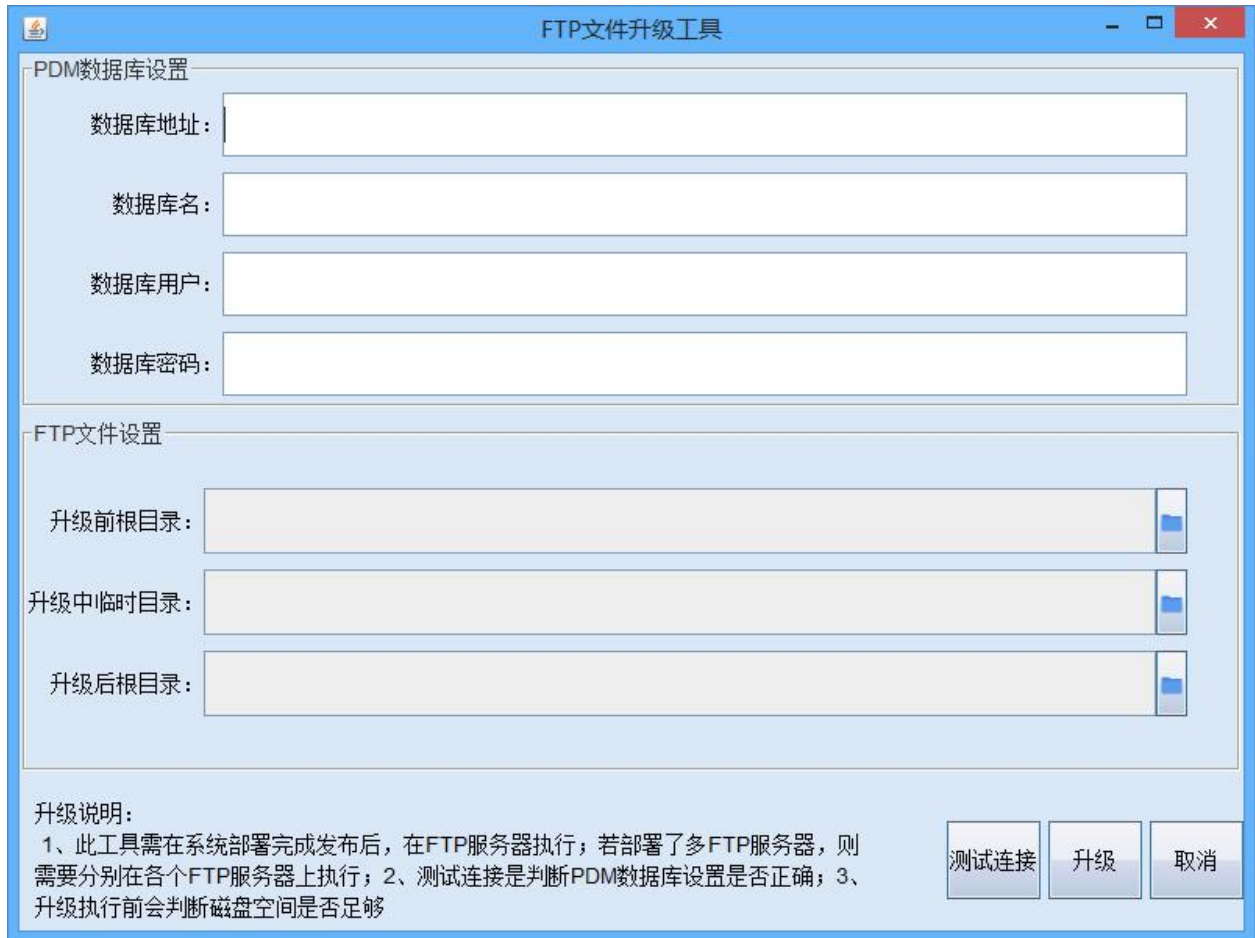 FTP文件升级工具
PDM数据库设置
数据库地址：
数据库名：
数据库用户：
数据库密码：
FTP文件设置
升级前根目录：
升级中临时目录：
升级后根目录：
升级说明：
1、此工具需在系统部署完成发布后，在FTP服务器执行；若部署了多FTP服务器，则
需要分别在各个FTP服务器上执行；2、测试连接是判断PDM数据库设置是否正确；3、
升级执行前会判断磁盘空间是否足够
测试连接 升级 取消